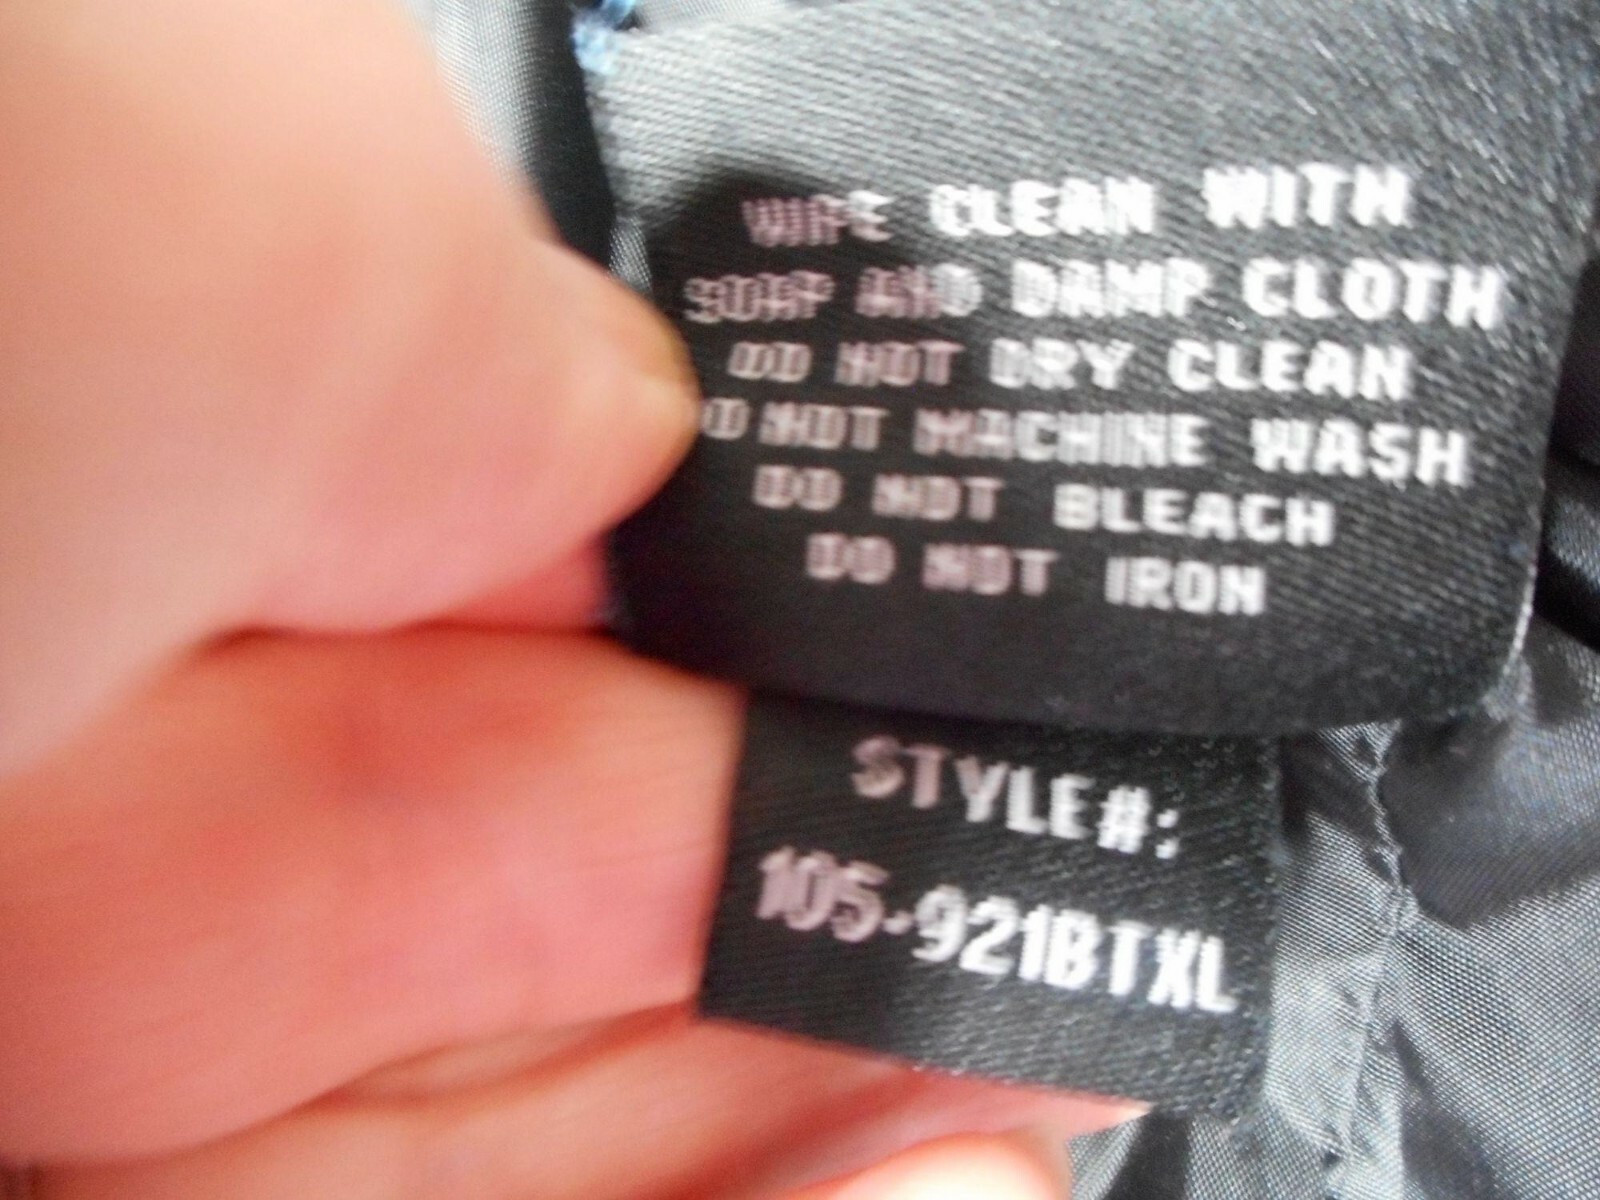 WIPE CLEAN WITH
SOAP AND DAMP CLOTH
DO NOT DRY CLEAN
DO NOT MACHINE WASH
DO NOT BLEACH
DO NOT IRON
STYLE#:
105-921BTXL